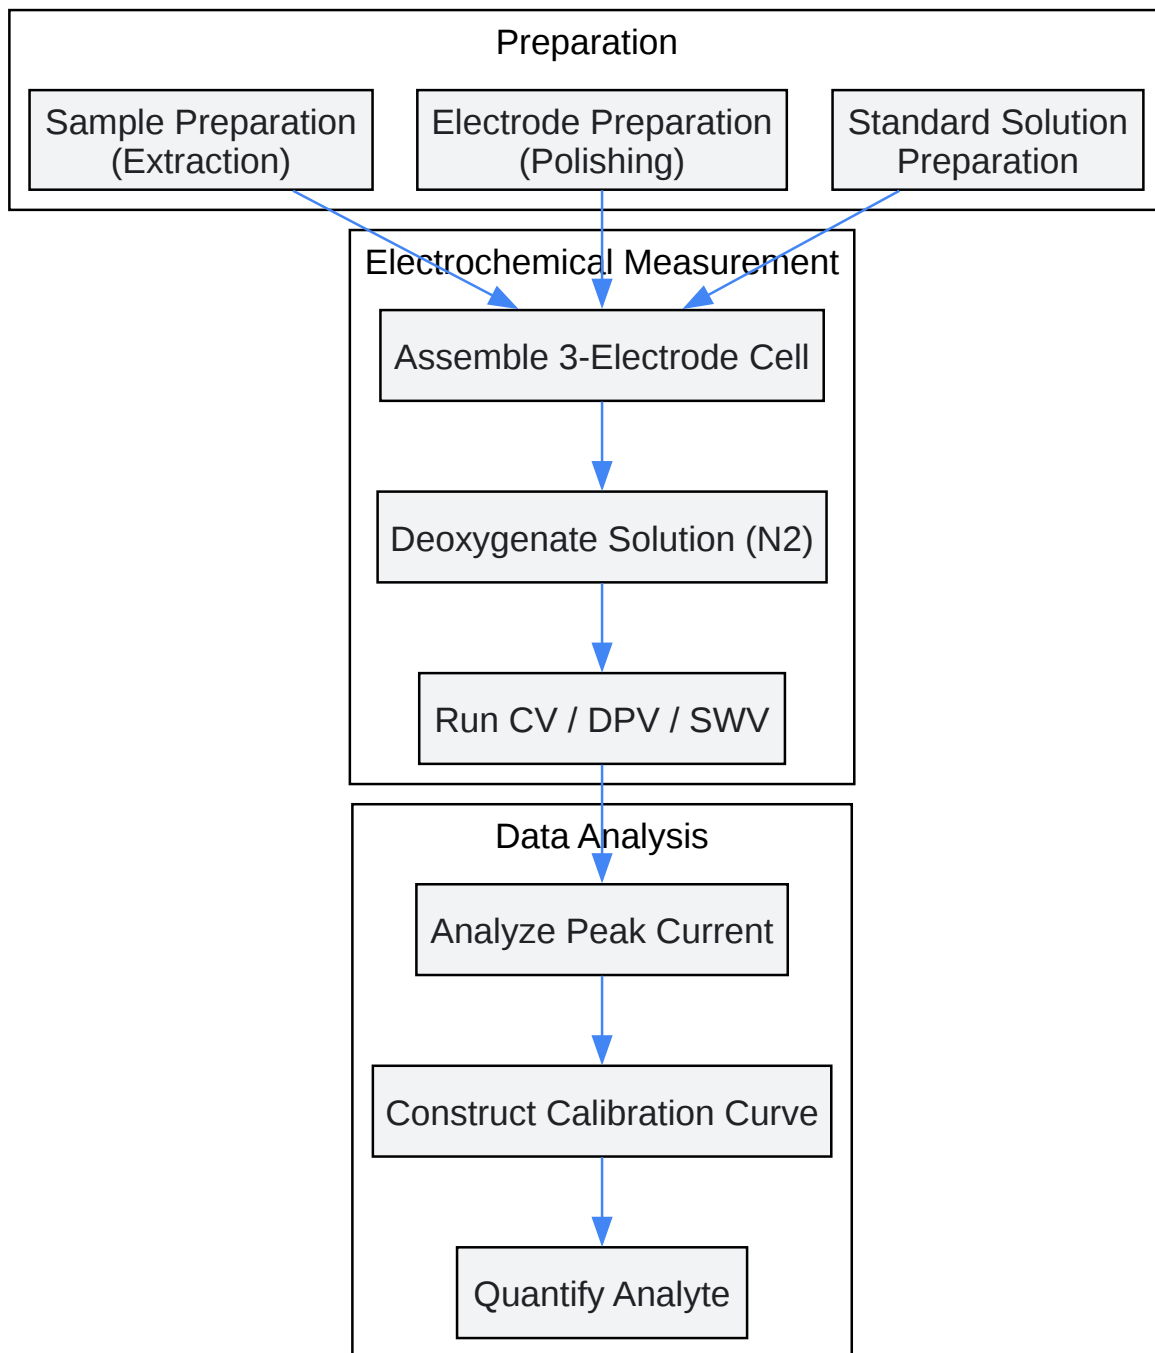 Preparation
Sample Preparation
(Extraction)
Electrode Preparation
(Polishing)
Standard Solution
Preparation
Electrochemical Measurement
Assemble 3-Electrode Cell
Deoxygenate Solution (N2)
Run CV / DPV / SWV
Data Analysis
Analyze Peak Current
Construct Calibration Curve
Quantify Analyte